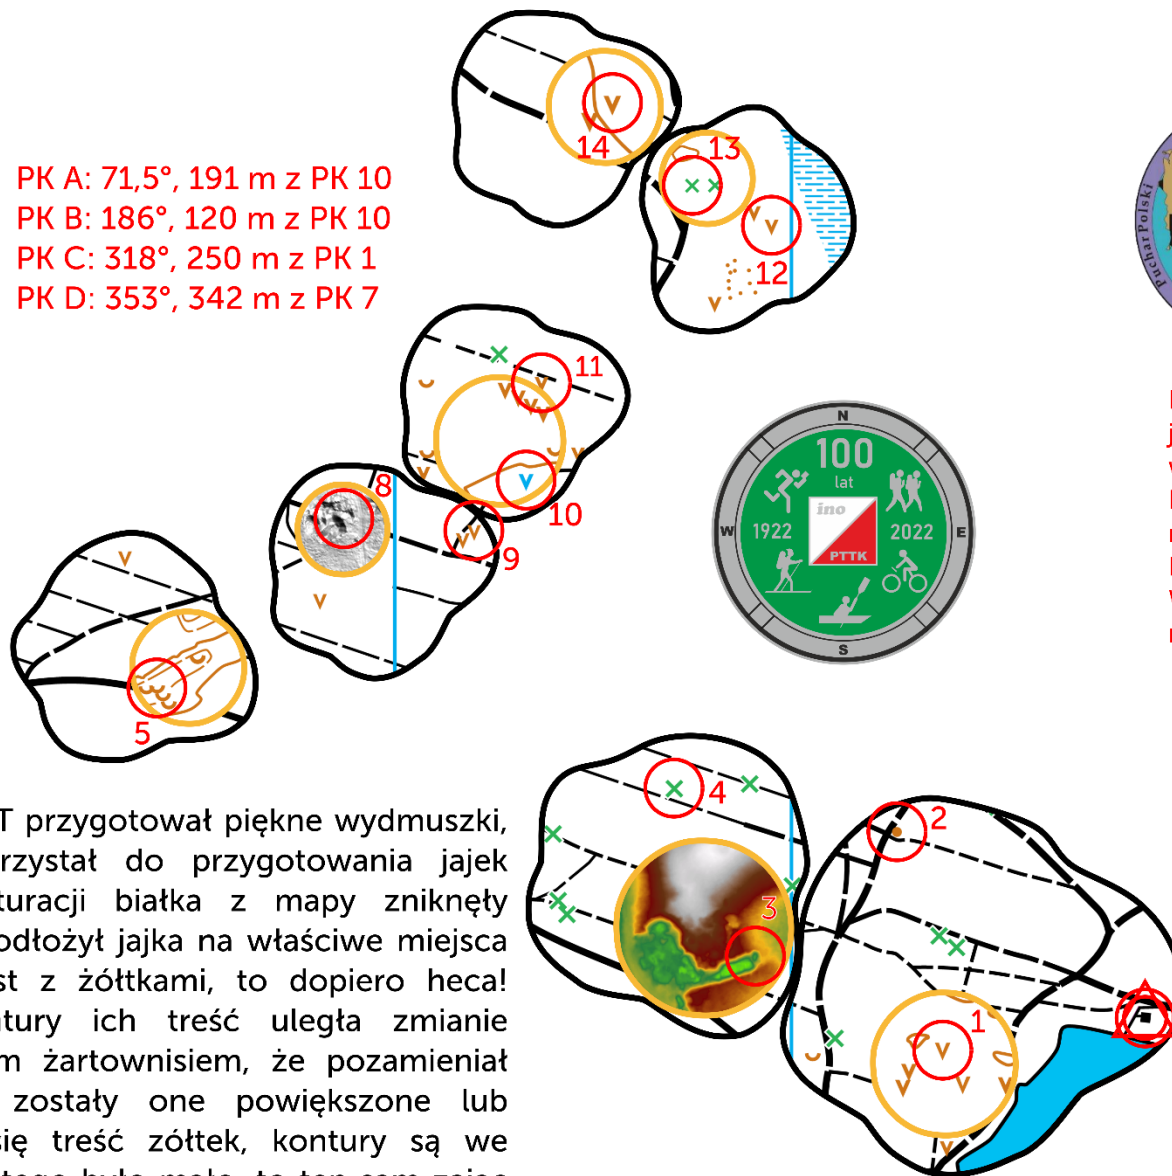 PK A: 71,5°, 191 m z PK 10
PK B: 186°, 120 m z PK 10
PK C: 318°, 250 m z PK 1
PK D: 353°, 342 m z PK 7
14
13
12
Puchar Polski
11
10
8
9
5
N
100
lat
ino
W
1922
2022
E
PTTK
S
T przygotował piękne wydmuszki,
rzystał do przygotowania jajek
turacji białka z mapy zniknęły
odłożył jajka na właściwe miejsca
st z żółtkami, to dopiero heca!
tury ich treść uległa zmianie
m żartownisiem, że pozamieniał
zostały one powiększone lub
się treść zółtek, kontury są we
4
2
3
1